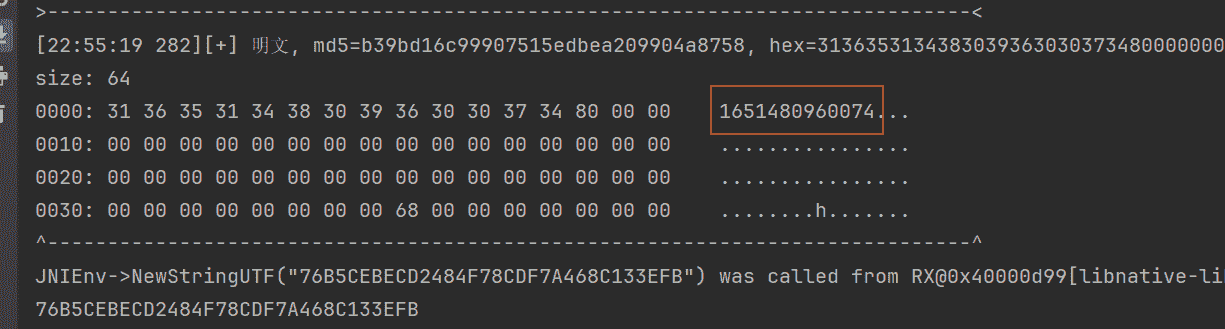 >-----------------------------------------------------------------------------<
[22:55:19 282][+] 明文, md5=b39bd16c99907515edbea209904a8758, hex=31363531343830393630303734800000000
size: 64
0000: 31 36 35 31 34 38 30 39 36 30 30 37 34 80 00 00    1651480960074...
0010: 00 00 00 00 00 00 00 00 00 00 00 00 00 00 00 00    ................
0020: 00 00 00 00 00 00 00 00 00 00 00 00 00 00 00 00    ................
0030: 00 00 00 00 00 00 00 00 68 00 00 00 00 00 00 00    ........h.......
^-----------------------------------------------------------------------------^
JNIEnv->NewStringUTF("76B5CEBECD2484F78CDF7A468C133EFB") was called from RX@0x40000d99[libnative-li
76B5CEBECD2484F78CDF7A468C133EFB